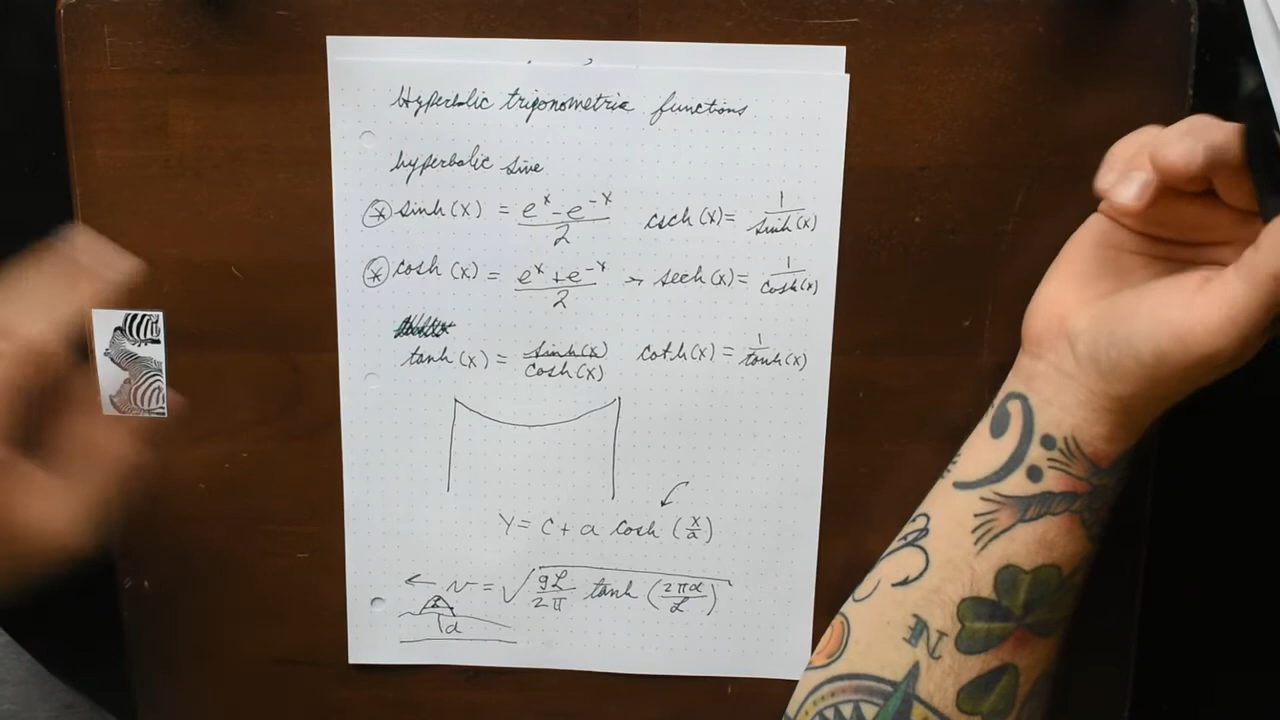 Hyperbolic trigonometric functions
hyperbolic sine
* sinh(x) = (e^x - e^-x)/2 csch(x) = 1/sinh(x)
* cosh(x) = (e^x + e^-x)/2 → sech(x) = 1/cosh(x)
tanh(x) = sinh(x)/cosh(x) coth(x) = 1/tanh(x)
y = c + a cosh (x/a)
← v = √(gL/2π tanh (2πd/L))
d
N